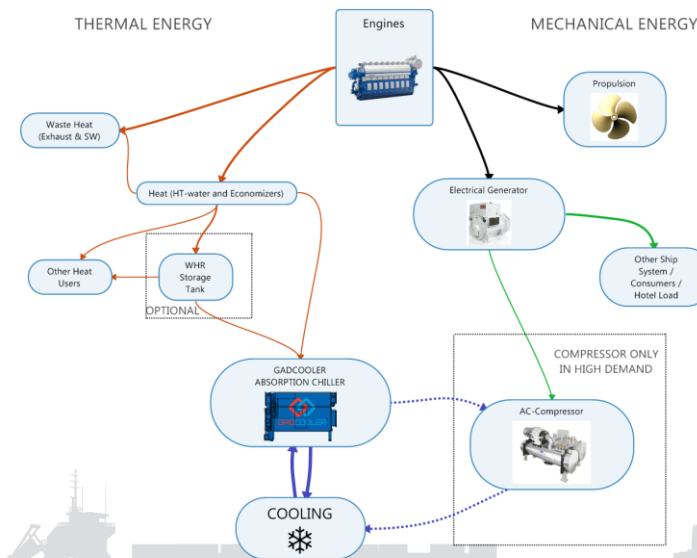 THERMAL ENERGY
Engines
MECHANICAL ENERGY
Propulsion
Waste Heat
(Exhaust & SW)
Heat (HT-water and Economizers)
Electrical Generator
Other Heat
Users
WHR
Storage
Tank
OPTIONAL
Other Ship
System /
Consumers /
Hotel Load
COMPRESSOR ONLY
IN HIGH DEMAND
GADCOOLER
ABSORPTION CHILLER
GADCOOLER
AC-Compressor
COOLING